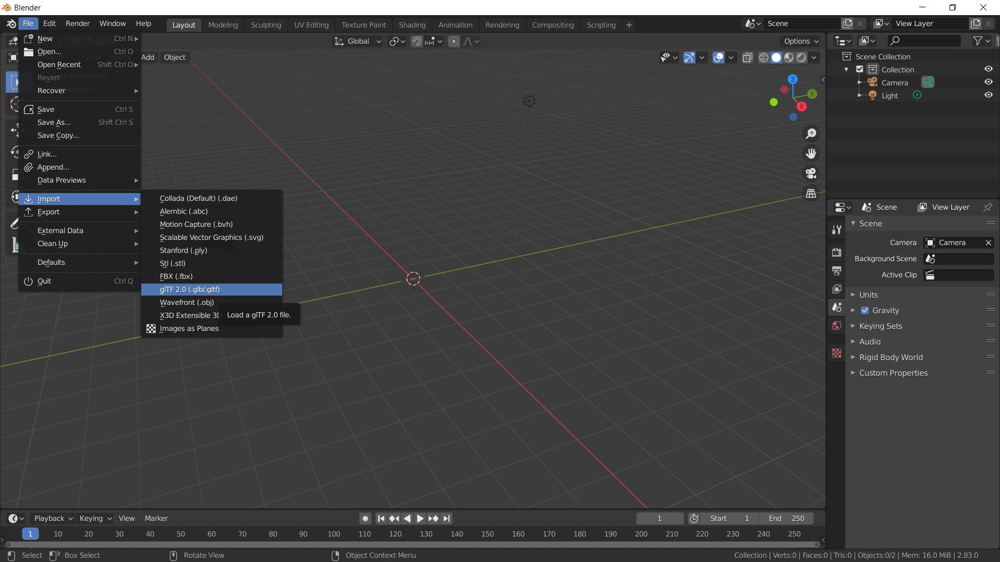 Blender
File Edit Render Window Help Layout Modeling Sculpting UV Editing Texture Paint Shading Animation Rendering Compositing Scripting + Scene View Layer
Global Options
View Add Object
New Ctrl N
Open... Ctrl O
Open Recent Shift Ctrl O
Revert
Recover
Save Ctrl S
Save As... Shift Ctrl S
Save Copy...
Link...
Append...
Data Previews
Import
Export
External Data
Clean Up
Defaults
Quit Ctrl Q
Perspective
Collection
Collada (Default) (.dae)
Alembic (.abc)
Motion Capture (.bvh)
Scalable Vector Graphics (.svg)
Stanford (.ply)
Stl (.stl)
FBX (.fbx)
glTF 2.0 (.glb/.gltf)
Wavefront (.obj)
X3D Extensible 3D
Images as Planes
Load a glTF 2.0 file.
Z
Y
X
Scene Collection
Collection
Camera
Light
Scene View Layer
Scene
Camera Camera
Background Scene
Active Clip
Units
Gravity
Keying Sets
Audio
Rigid Body World
Custom Properties
Playback Keying View Marker 1 Start 1 End 250
1 10 20 30 40 50 60 70 80 90 100 110 120 130 140 150 160 170 180 190 200 210 220 230 240 250
Select Box Select Rotate View Object Context Menu Collection | Verts:0 | Faces:0 | Tris:0 | Objects:0/2 | Mem: 16.0 MiB | 2.83.0